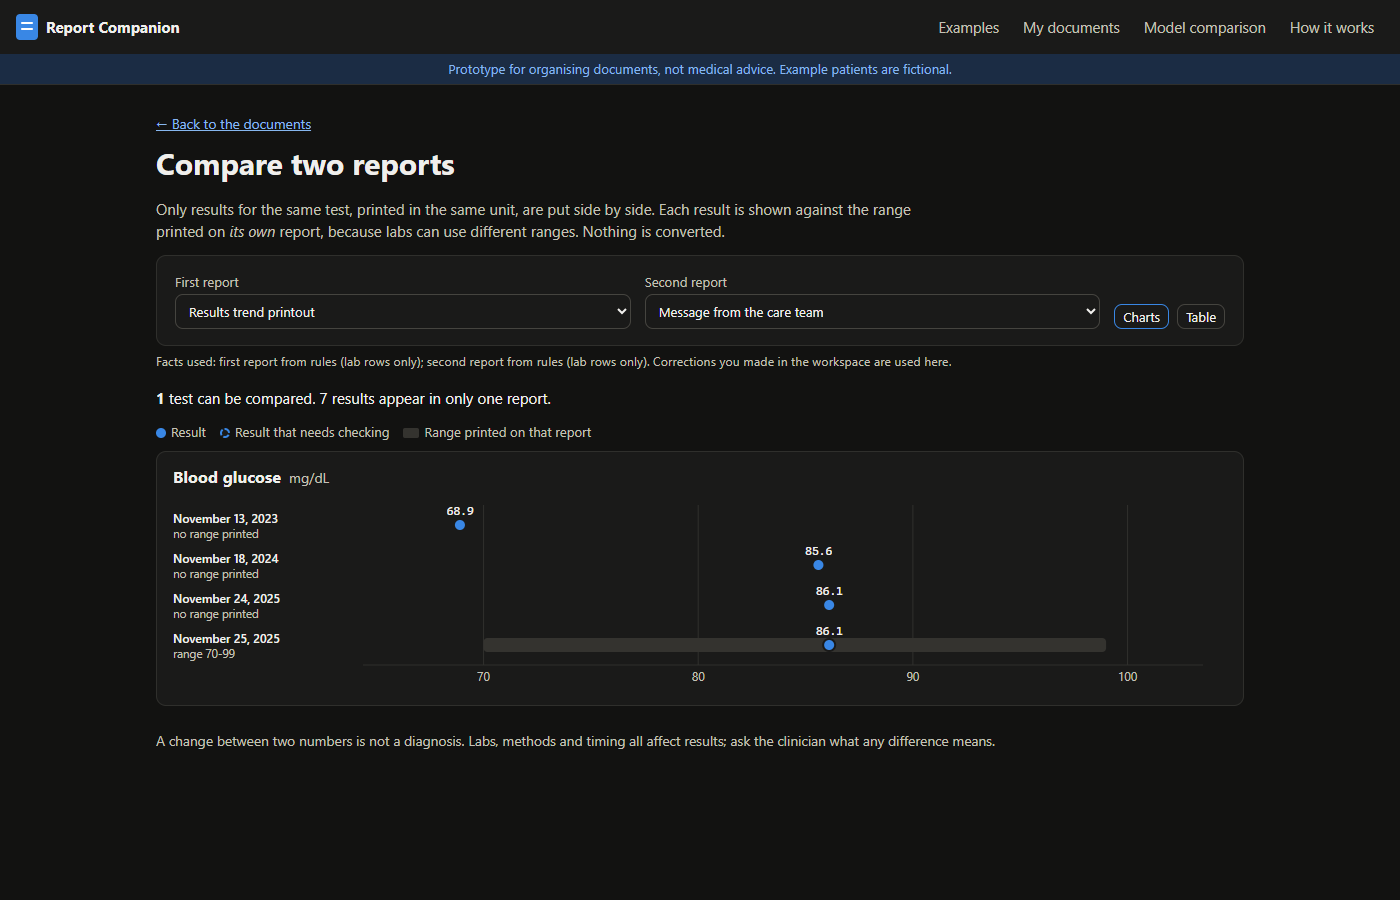 Report Companion
Examples
My documents
Model comparison
How it works
Prototype for organising documents, not medical advice. Example patients are fictional.
← Back to the documents
Compare two reports
Only results for the same test, printed in the same unit, are put side by side. Each result is shown against the range
printed on its own report, because labs can use different ranges. Nothing is converted.
First report
Second report
Results trend printout
Message from the care team
Charts
Table
Facts used: first report from rules (lab rows only); second report from rules (lab rows only). Corrections you made in the workspace are used here.
1 test can be compared. 7 results appear in only one report.
Result
Result that needs checking
Range printed on that report
Blood glucose mg/dL
November 13, 2023
no range printed
68.9
November 18, 2024
no range printed
85.6
November 24, 2025
no range printed
86.1
November 25, 2025
range 70-99
86.1
70
80
90
100
A change between two numbers is not a diagnosis. Labs, methods and timing all affect results; ask the clinician what any difference means.